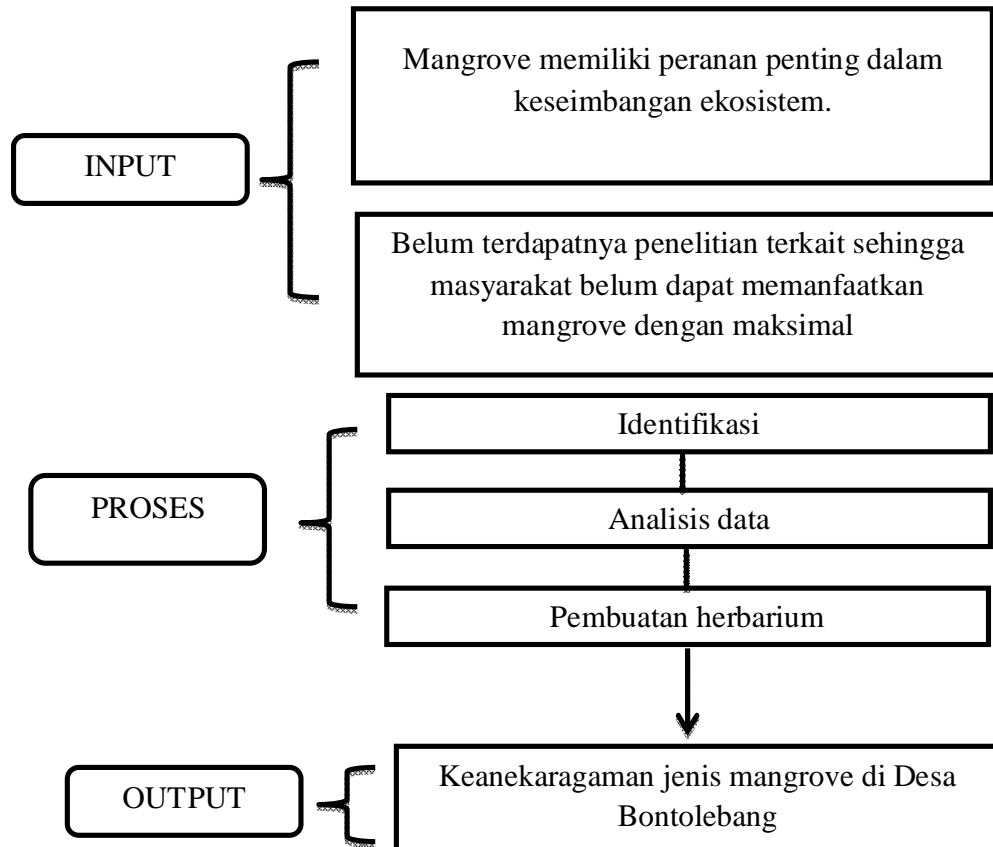 Mangrove memiliki peranan penting dalam
keseimbangan ekosistem.
INPUT
Belum terdapatnya penelitian terkait sehingga
masyarakat belum dapat memanfaatkan
mangrove dengan maksimal
Identifikasi
PROSES
Analisis data
Pembuatan herbarium
OUTPUT
Keanekaragaman jenis mangrove di Desa
Bontolebang